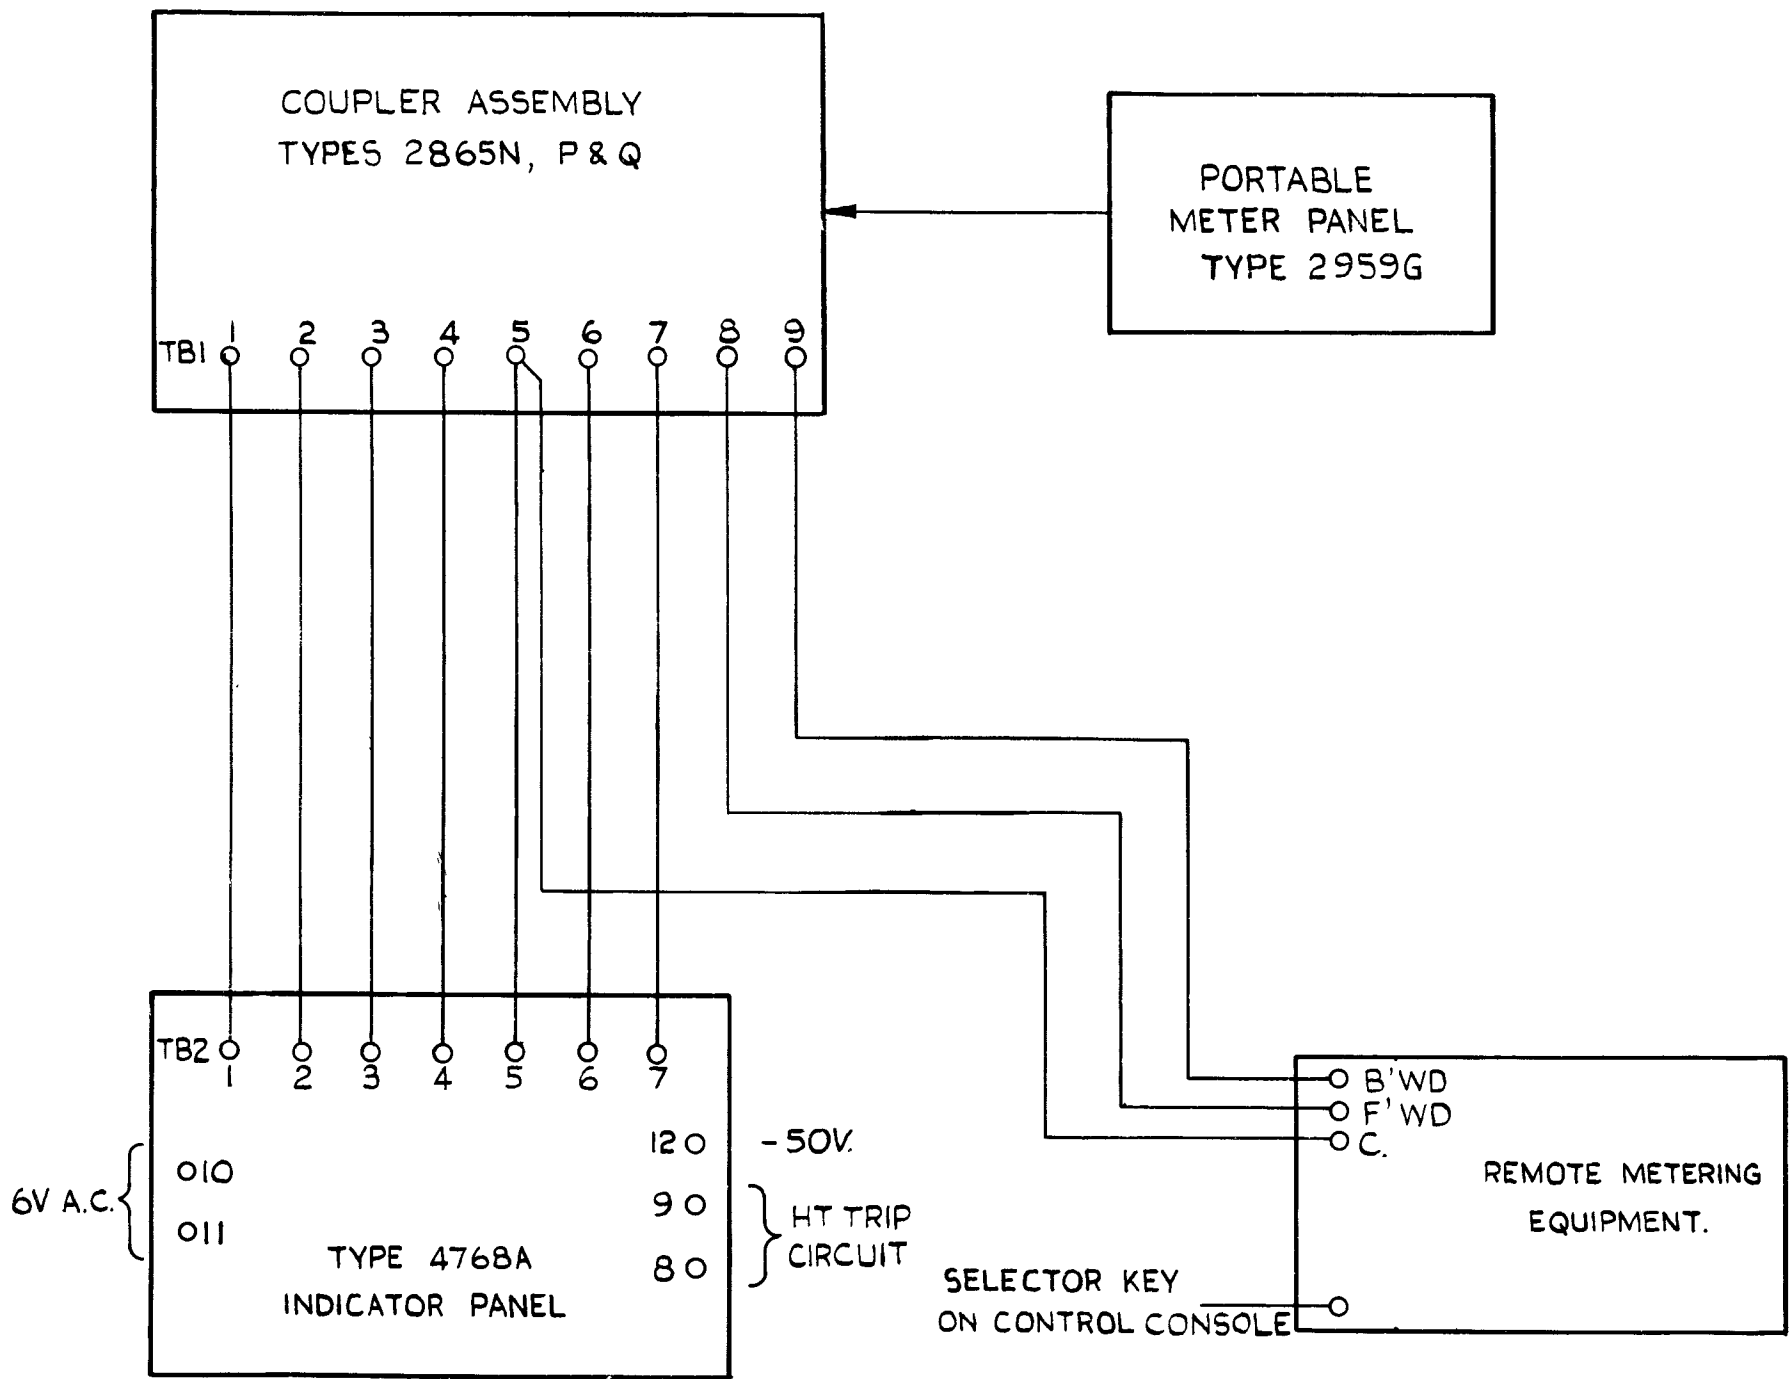 COUPLER ASSEMBLY
TYPES 2865N, P & Q
PORTABLE
METER PANEL
TYPE 2959G
TB1 1 2 3 4 5 6 7 8 9
TB2
1 2 3 4 5 6 7
6V A.C.
10
11
12
-50V.
9
8
HT TRIP
CIRCUIT
TYPE 4768A
INDICATOR PANEL
B'WD
F'WD
C.
REMOTE METERING
EQUIPMENT.
SELECTOR KEY
ON CONTROL CONSOLE